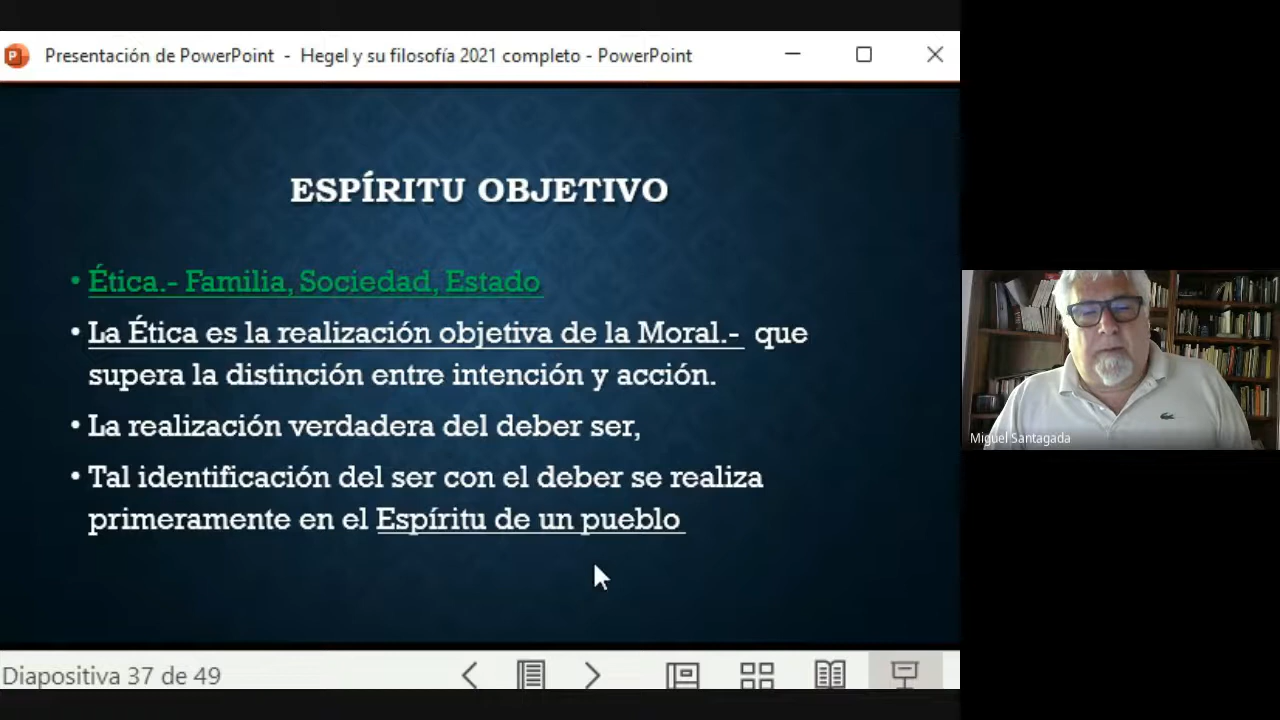 Presentación de PowerPoint - Hegel y su filosofía 2021 completo - PowerPoint
ESPÍRITU OBJETIVO
• Ética.- Familia, Sociedad, Estado
• La Ética es la realización objetiva de la Moral.- que
supera la distinción entre intención y acción.
• La realización verdadera del deber ser,
• Tal identificación del ser con el deber se realiza
primeramente en el Espíritu de un pueblo
Miguel Santagada
Diapositiva 37 de 49